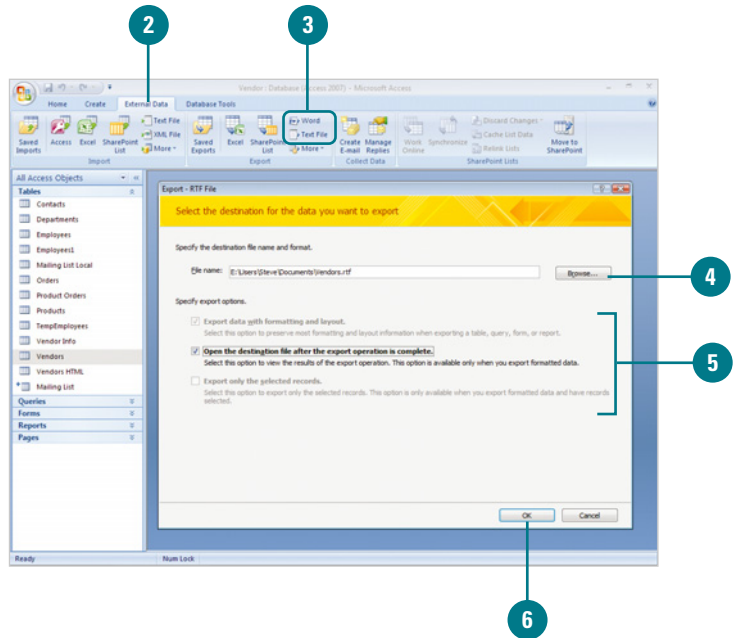 2
3
Vendor : Database (Access 2007) - Microsoft Access
Home Create External Data Database Tools
Saved Imports
Access
Excel
SharePoint List
Text File
XML File
More
Import
Saved Exports
Excel
SharePoint List
Word
Text File
More
Export
Create E-mail
Manage Replies
Collect Data
Work Online
Synchronize
Discard Changes
Cache List Data
Relink Lists
Move to SharePoint
SharePoint Lists
All Access Objects
Tables
Contacts
Departments
Employees
Employees1
Mailing List Local
Orders
Product Orders
Products
TempEmployees
Vendor Info
Vendors
Vendors HTML
Mailing List
Queries
Forms
Reports
Pages
Export - RTF File
Select the destination for the data you want to export
Specify the destination file name and format.
File name: E:\Users\Steve\Documents\Vendors.rtf
Browse...
4
Specify export options.
Export data with formatting and layout.
Select this option to preserve most formatting and layout information when exporting a table, query, form, or report.
Open the destination file after the export operation is complete.
Select this option to view the results of the export operation. This option is available only when you export formatted data.
5
Export only the selected records.
Select this option to export only the selected records. This option is only available when you export formatted data and have records
selected.
OK Cancel
Ready Num Lock
6